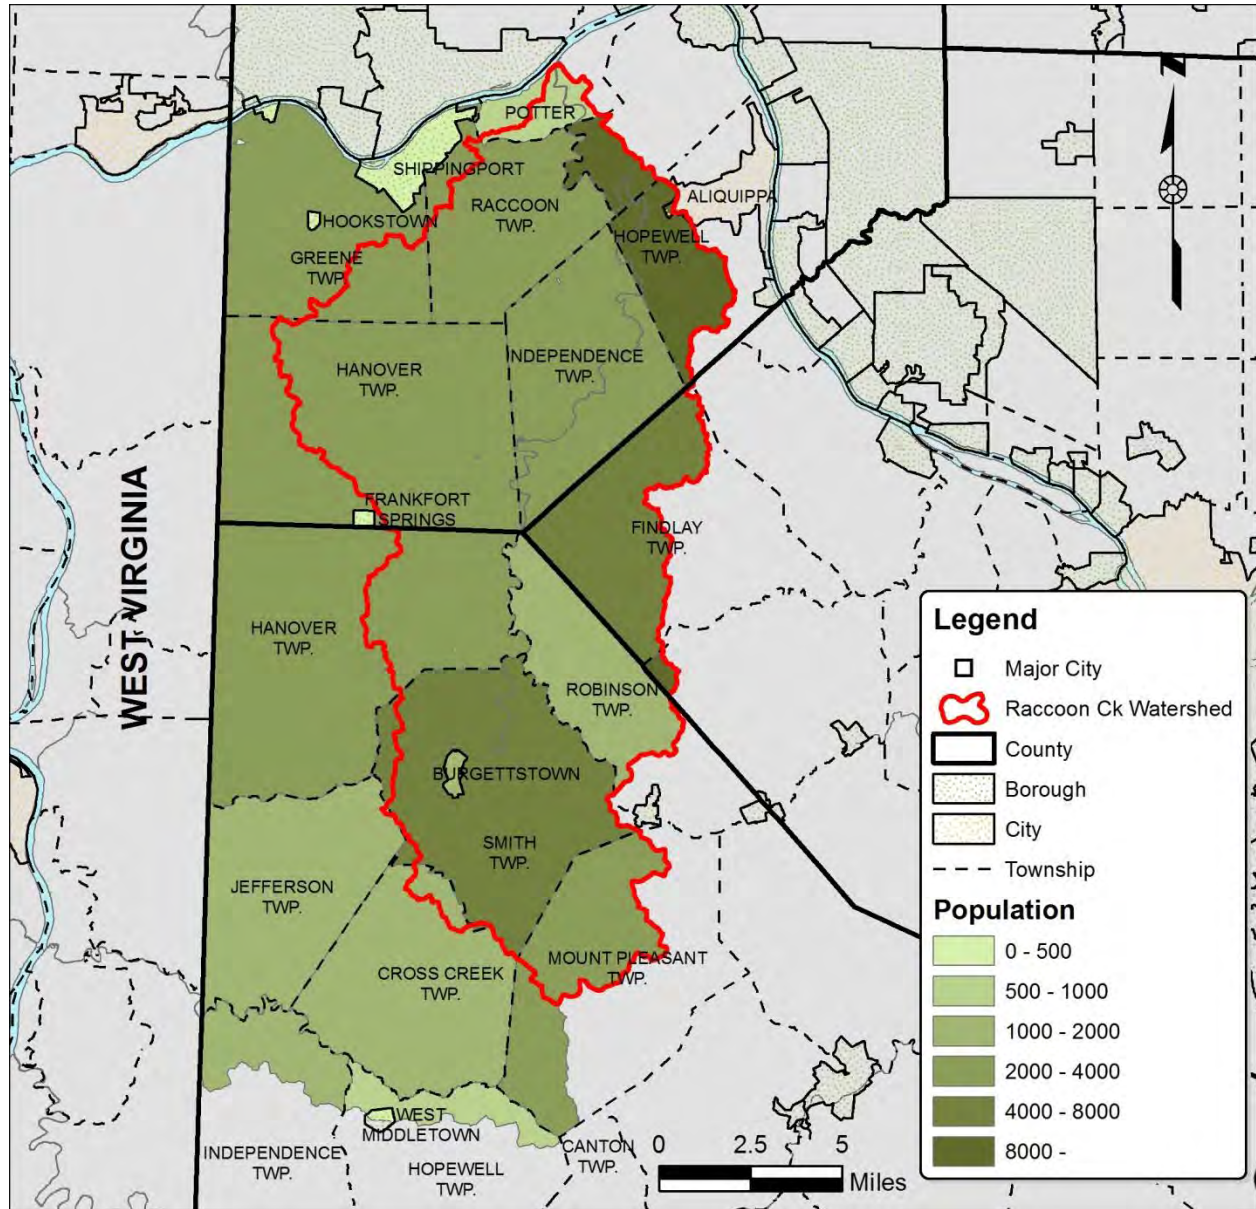 POTTER
SHIPPINGPORT
ALIQUIPPA
RACCOON
TWP.
HOOKSTOWN
HOPEWELL
TWP.
GREENE
TWP.
INDEPENDENCE
TWP.
HANOVER
TWP.
FRANKFORT
SPRINGS
FINDLAY
TWP.
WEST VIRGINIA
HANOVER
TWP.
ROBINSON
TWP.
BURGETTSTOWN
SMITH
TWP.
JEFFERSON
TWP.
MOUNT PLEASANT
TWP.
CROSS CREEK
TWP.
WEST
MIDDLETOWN
INDEPENDENCE
TWP.
HOPEWELL
TWP.
CANTON
TWP.
0 2.5 5
Miles
Legend
Major City
Raccoon Ck Watershed
County
Borough
City
Township
Population
0 - 500
500 - 1000
1000 - 2000
2000 - 4000
4000 - 8000
8000 -